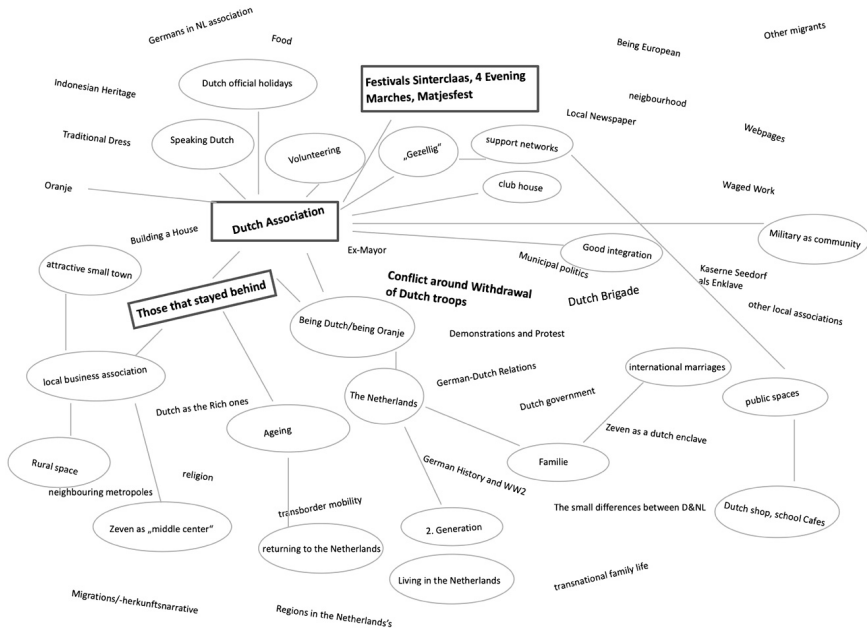 Germans in NL association
Food
Being European
Other migrants
Indonesian Heritage
Dutch official holidays
Festivals Sinterclaas, 4 Evening
Marches, Matjesfest
neigbourhood
Local Newspaper
Traditional Dress
Speaking Dutch
Volunteering
„Gezellig“
support networks
Webpages
Oranje
club house
Waged Work
Dutch Association
Building a House
Ex-Mayor
Good integration
Military as community
attractive small town
Municipal politics
Kaserne Seedorf
als Enklave
Those that stayed behind
Conflict around Withdrawal
of Dutch troops
Dutch Brigade
other local associations
Being Dutch/being Oranje
Demonstrations and Protest
local business association
German-Dutch Relations
international marriages
The Netherlands
Dutch government
public spaces
Dutch as the Rich ones
Ageing
Zeven as a dutch enclave
Rural space
neighbouring metropoles
religion
German History and WW2
Familie
transborder mobility
The small differences between D&NL
Dutch shop, school Cafes
Zeven as „middle center“
2. Generation
returning to the Netherlands
Living in the Netherlands
transnational family life
Migrations/-herkunftsnarrative
Regions in the Netherlands's